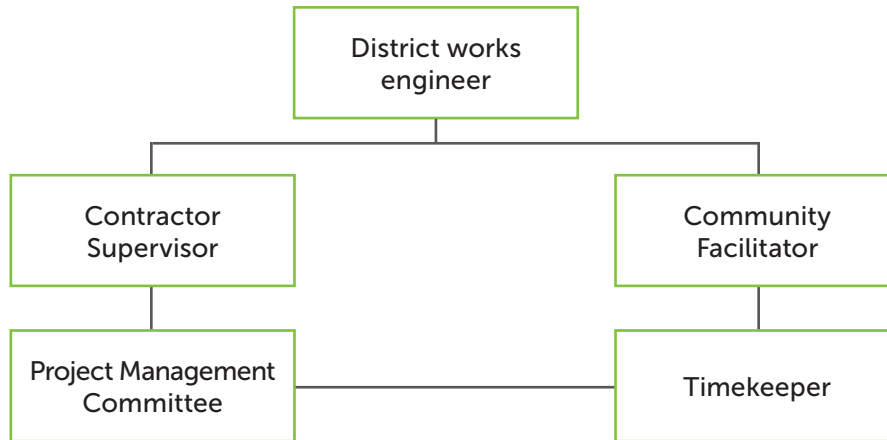 District works
engineer
Contractor
Supervisor
Community
Facilitator
Project Management
Committee
Timekeeper